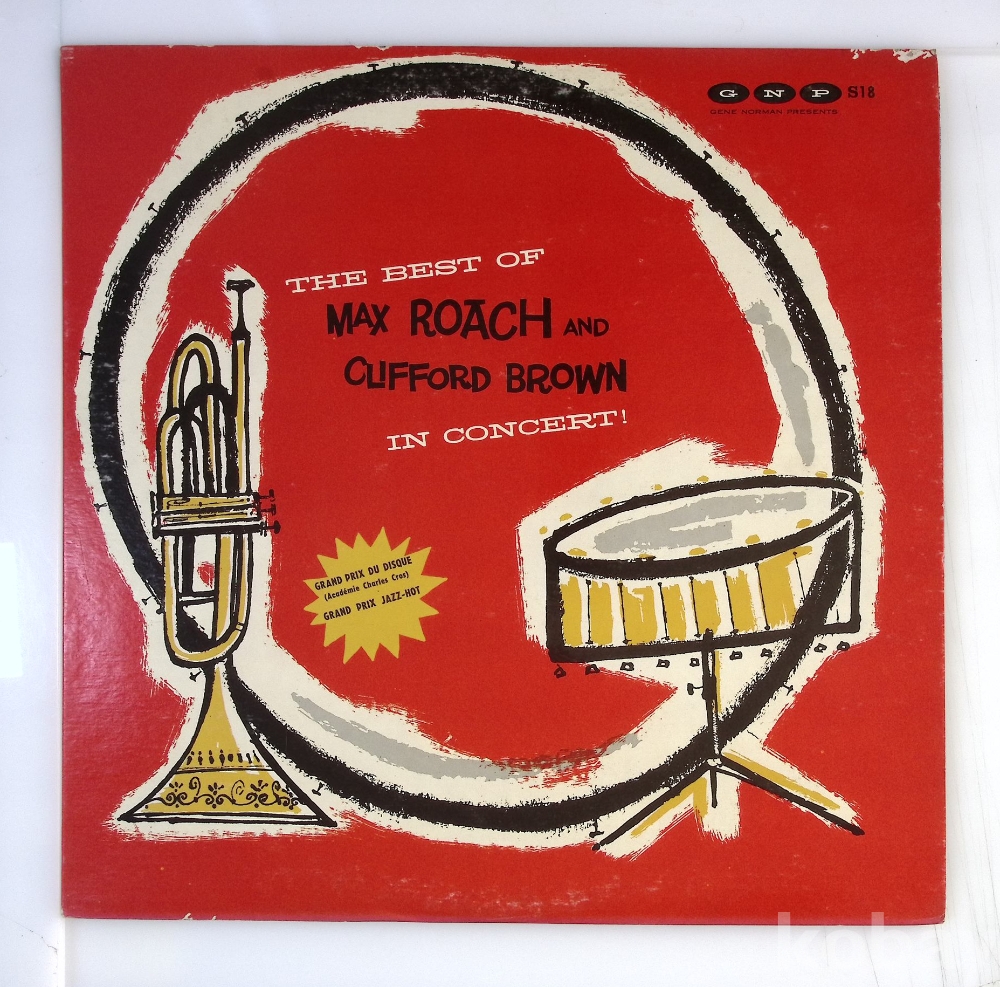 G N P S18
GENE NORMAN PRESENTS
THE BEST OF
MAX ROACH AND
CLIFFORD BROWN
IN CONCERT!
GRAND PRIX DU DISQUE
(Académie Charles Cros)
GRAND PRIX JAZZ-HOT